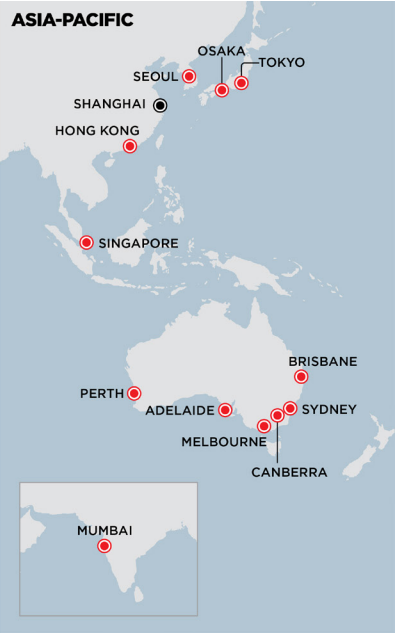 ASIA-PACIFIC
OSAKA
TOKYO
SEOUL
SHANGHAI
HONG KONG
SINGAPORE
BRISBANE
PERTH
ADELAIDE
SYDNEY
MELBOURNE
CANBERRA
MUMBAI